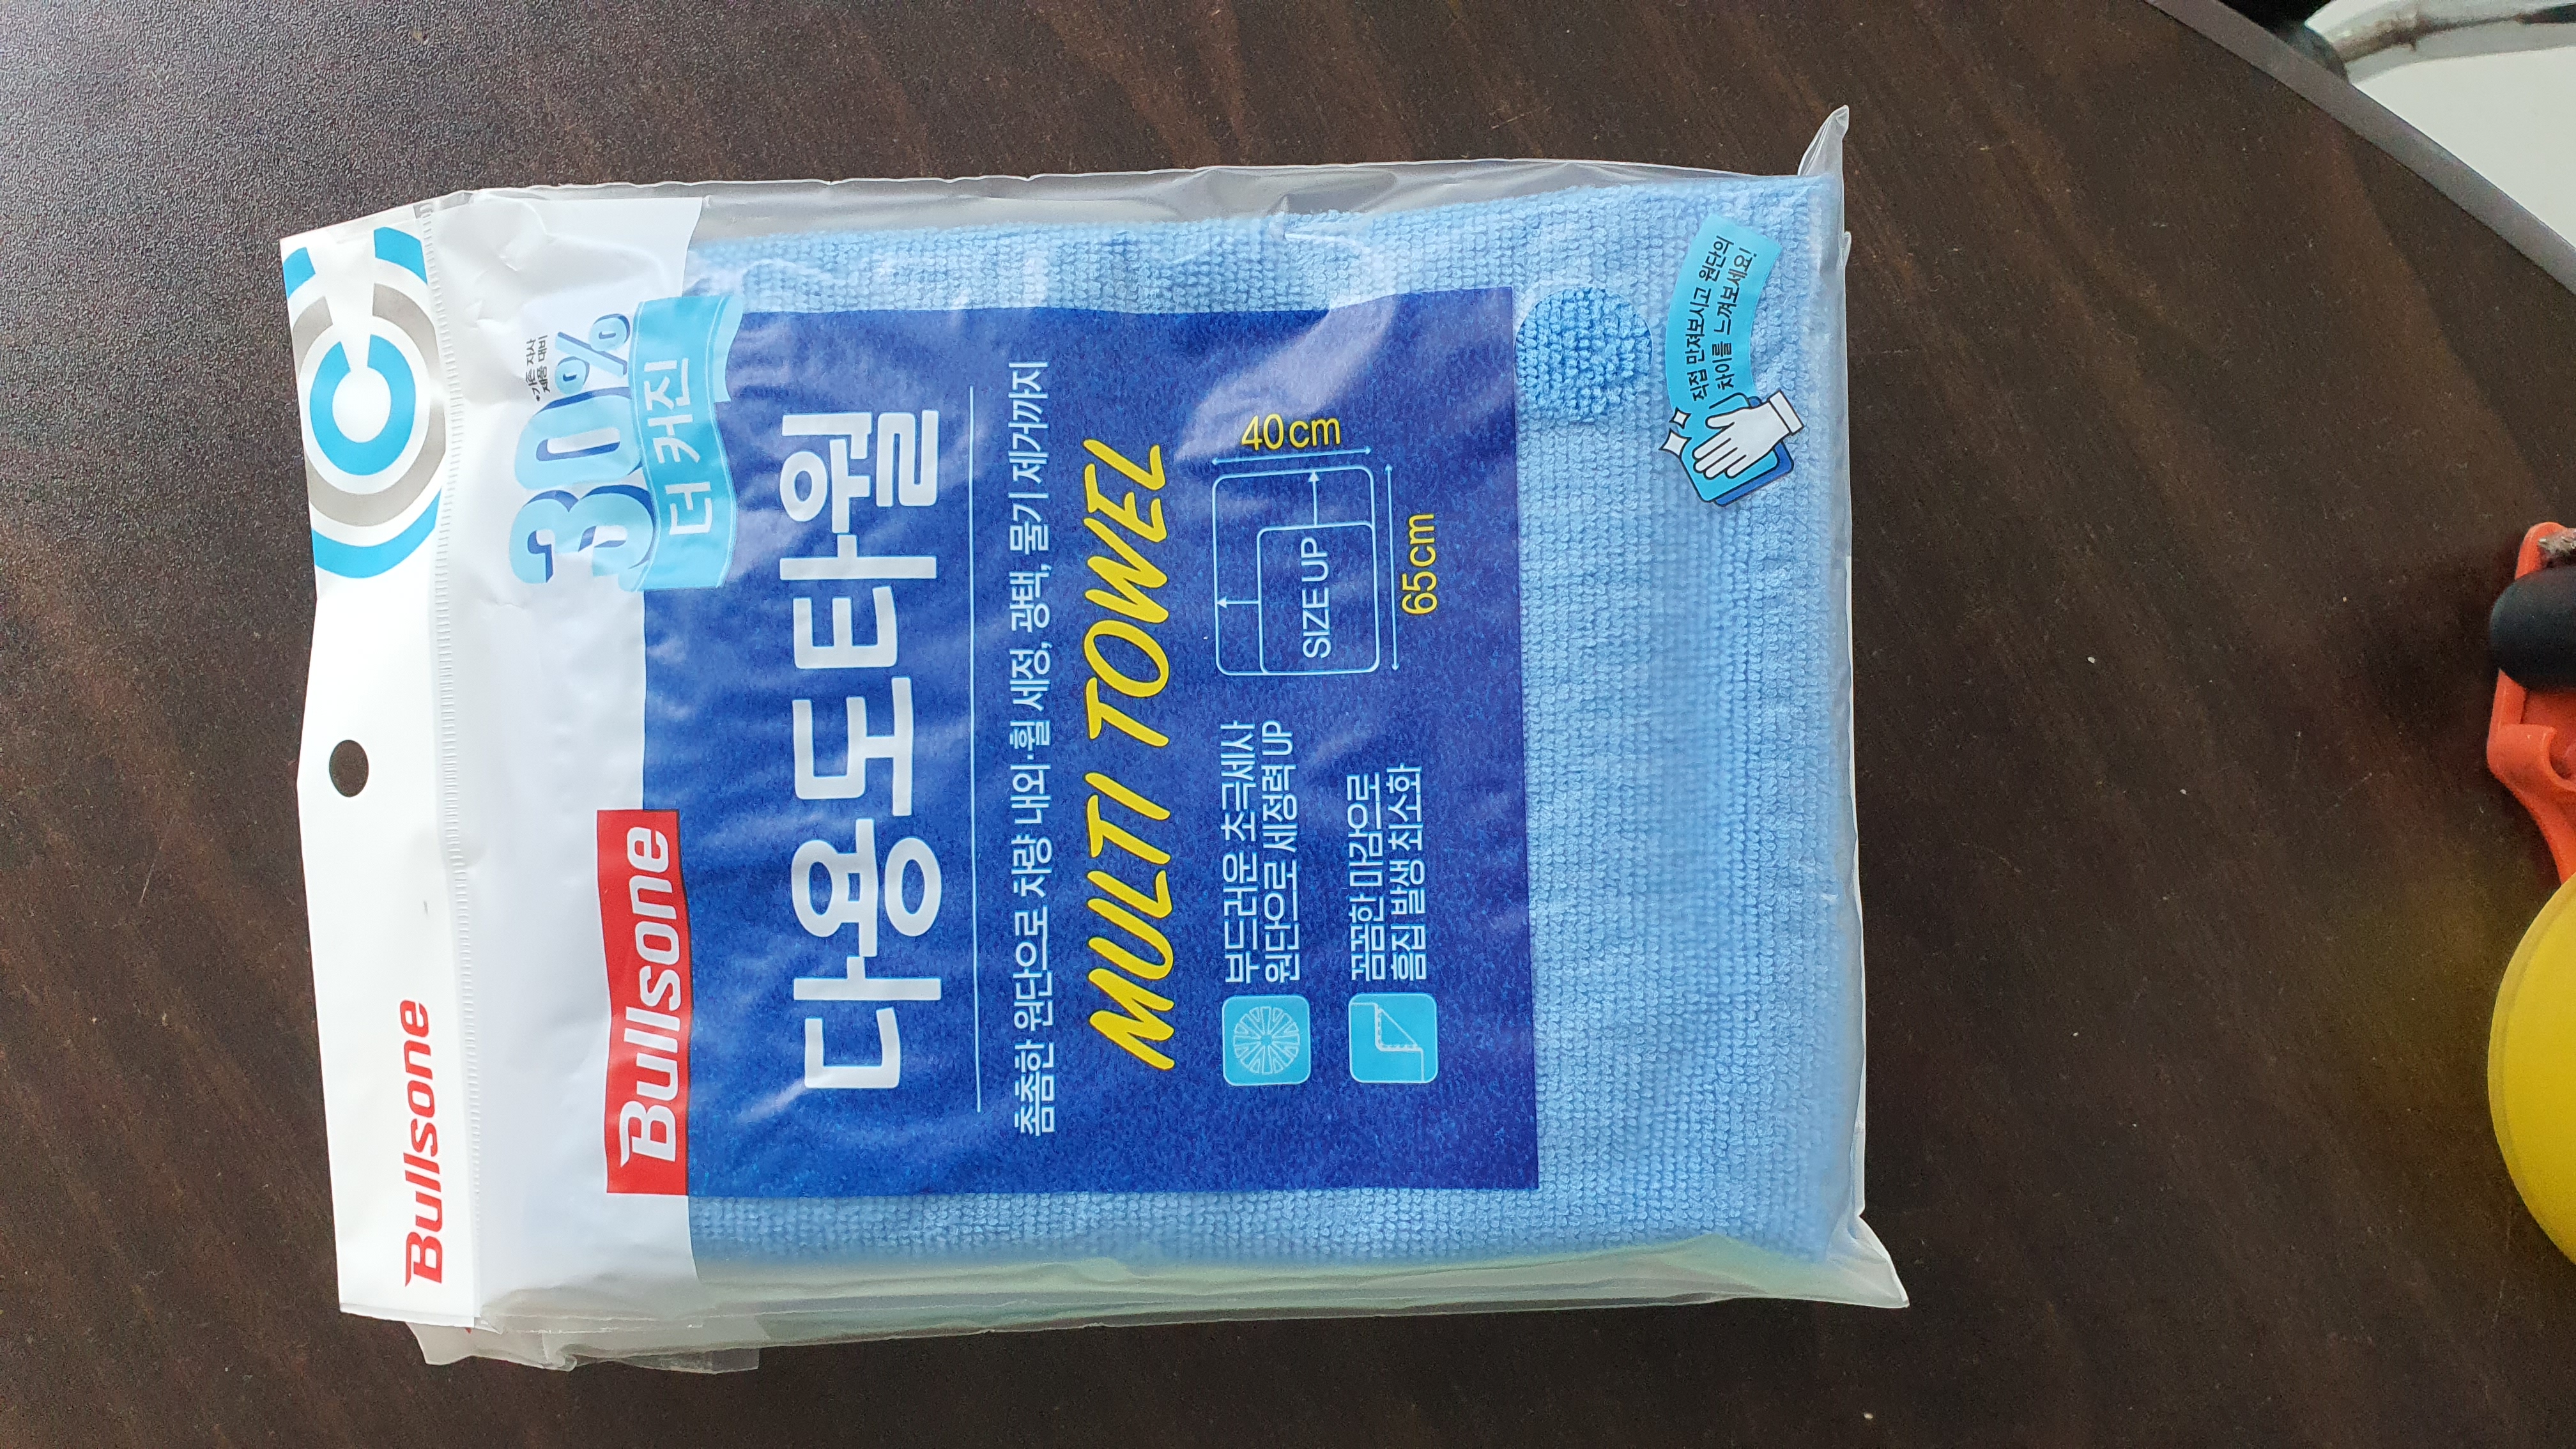 Bullsone
*기존 자사
제품 대비
30%
더 커진
Bullsone
다용도타월
촘촘한 원단으로 차량 내외·휠 세정, 광택, 물기 제거까지
MULTI TOWEL
부드러운 초극세사
원단으로 세정력 UP
꼼꼼한 마감으로
흠집 발생 최소화
SIZE UP
40cm
65cm
직접 만져보시고 원단의
차이를 느껴보세요!